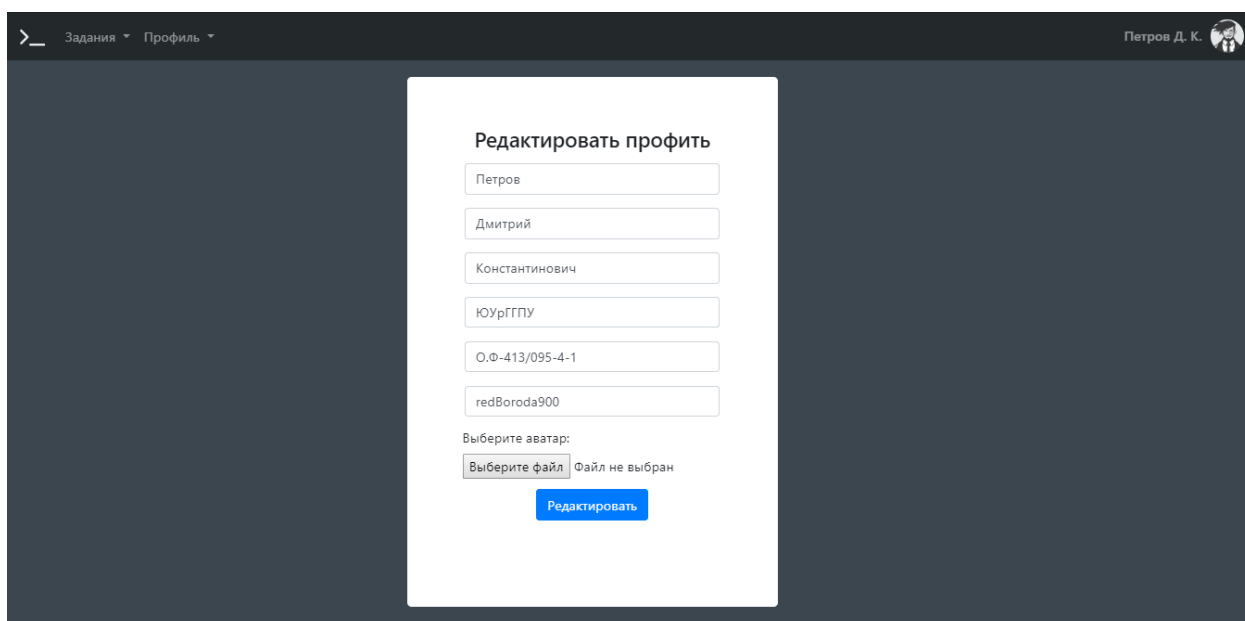 >_ Задания Профиль Петров Д. К.
Редактировать профить
Петров
Дмитрий
Константинович
ЮУрГГПУ
О.Ф-413/095-4-1
redBoroda900
Выберите аватар:
Выберите файл Файл не выбран
Редактировать